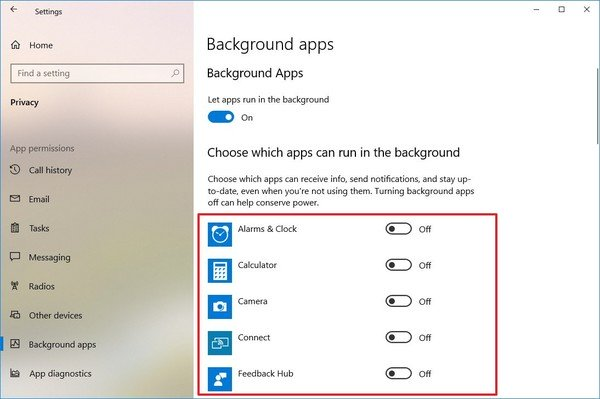 Settings
Home
Find a setting
Privacy
App permissions
Call history
Email
Tasks
Messaging
Radios
Other devices
Background apps
App diagnostics
Background apps
Background Apps
Let apps run in the background
On
Choose which apps can run in the background
Choose which apps can receive info, send notifications, and stay up-
to-date, even when you're not using them. Turning background apps
off can help conserve power.
Alarms & Clock Off
Calculator Off
Camera Off
Connect Off
Feedback Hub Off